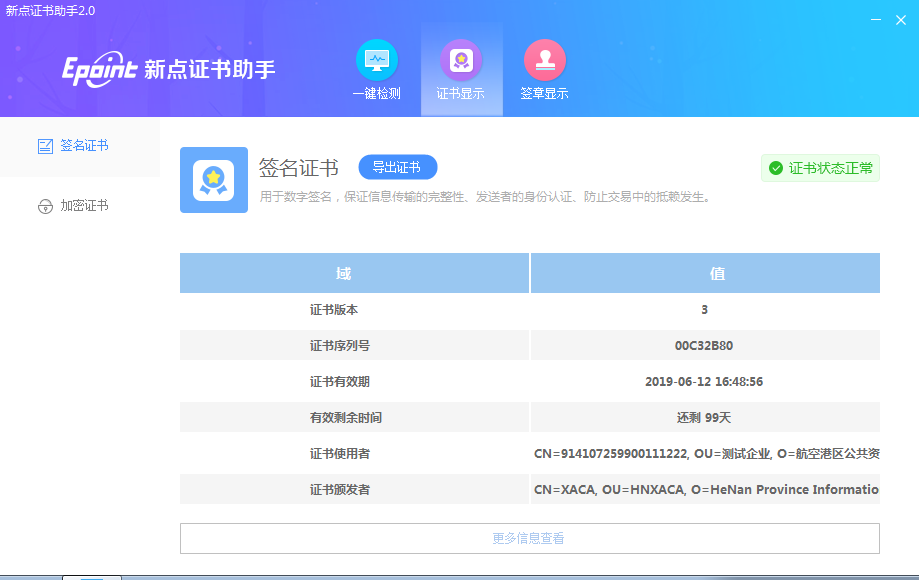 新点证书助手2.0
Epoint 新点证书助手
一键检测
证书显示
签章显示
签名证书
加密证书
签名证书
导出证书
用于数字签名，保证信息传输的完整性、发送者的身份认证、防止交易中的抵赖发生。
证书状态正常
域 值
证书版本 3
证书序列号 00C32B80
证书有效期 2019-06-12 16:48:56
有效剩余时间 还剩 99天
证书使用者 CN=914107259900111222, OU=测试企业, O=航空港区公共资
证书颁发者 CN=XACA, OU=HNXACA, O=HeNan Province Informatio
更多信息查看